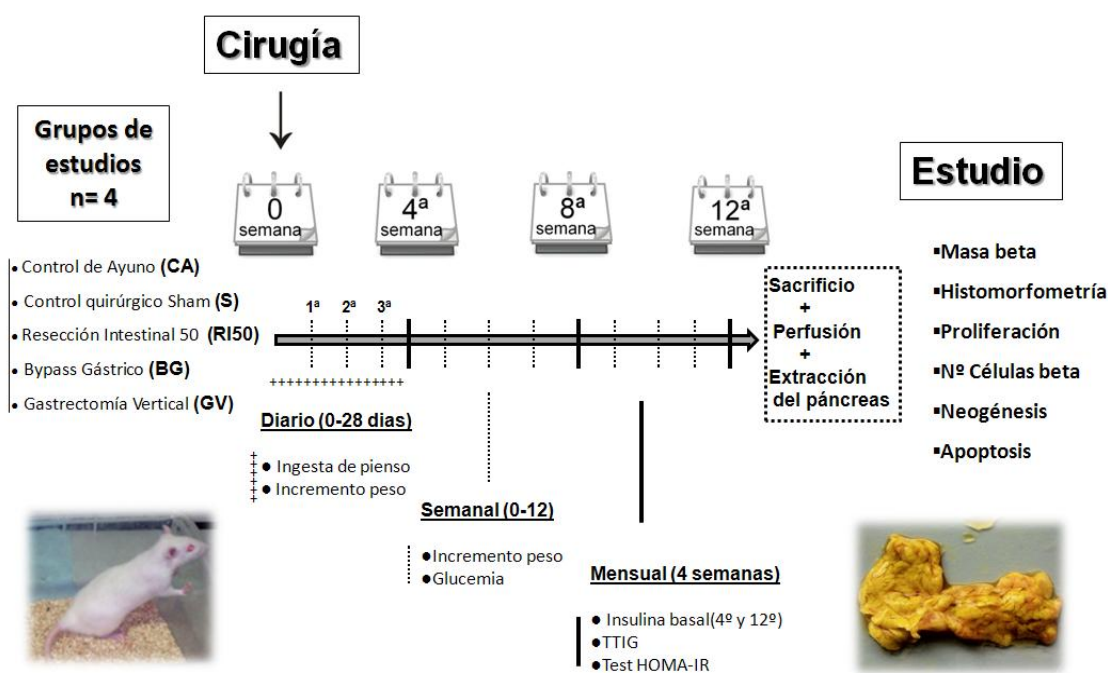 Cirugía
Grupos de
estudios
n= 4
0
semana
4ª
semana
8ª
semana
12ª
semana
Estudio
• Control de Ayuno (CA)
• Control quirúrgico Sham (S)
• Resección Intestinal 50 (RI50)
• Bypass Gástrico (BG)
• Gastrectomía Vertical (GV)
1ª 2ª 3ª
++++++++++++++++
Diario (0-28 dias)
● Ingesta de pienso
● Incremento peso
Semanal (0-12)
●Incremento peso
●Glucemia
Mensual (4 semanas)
● Insulina basal(4º y 12º)
●TTIG
●Test HOMA-IR
Sacrificio
+
Perfusión
+
Extracción
del páncreas
▪Masa beta
▪Histomorfometría
▪Proliferación
▪Nº Células beta
▪Neogénesis
▪Apoptosis